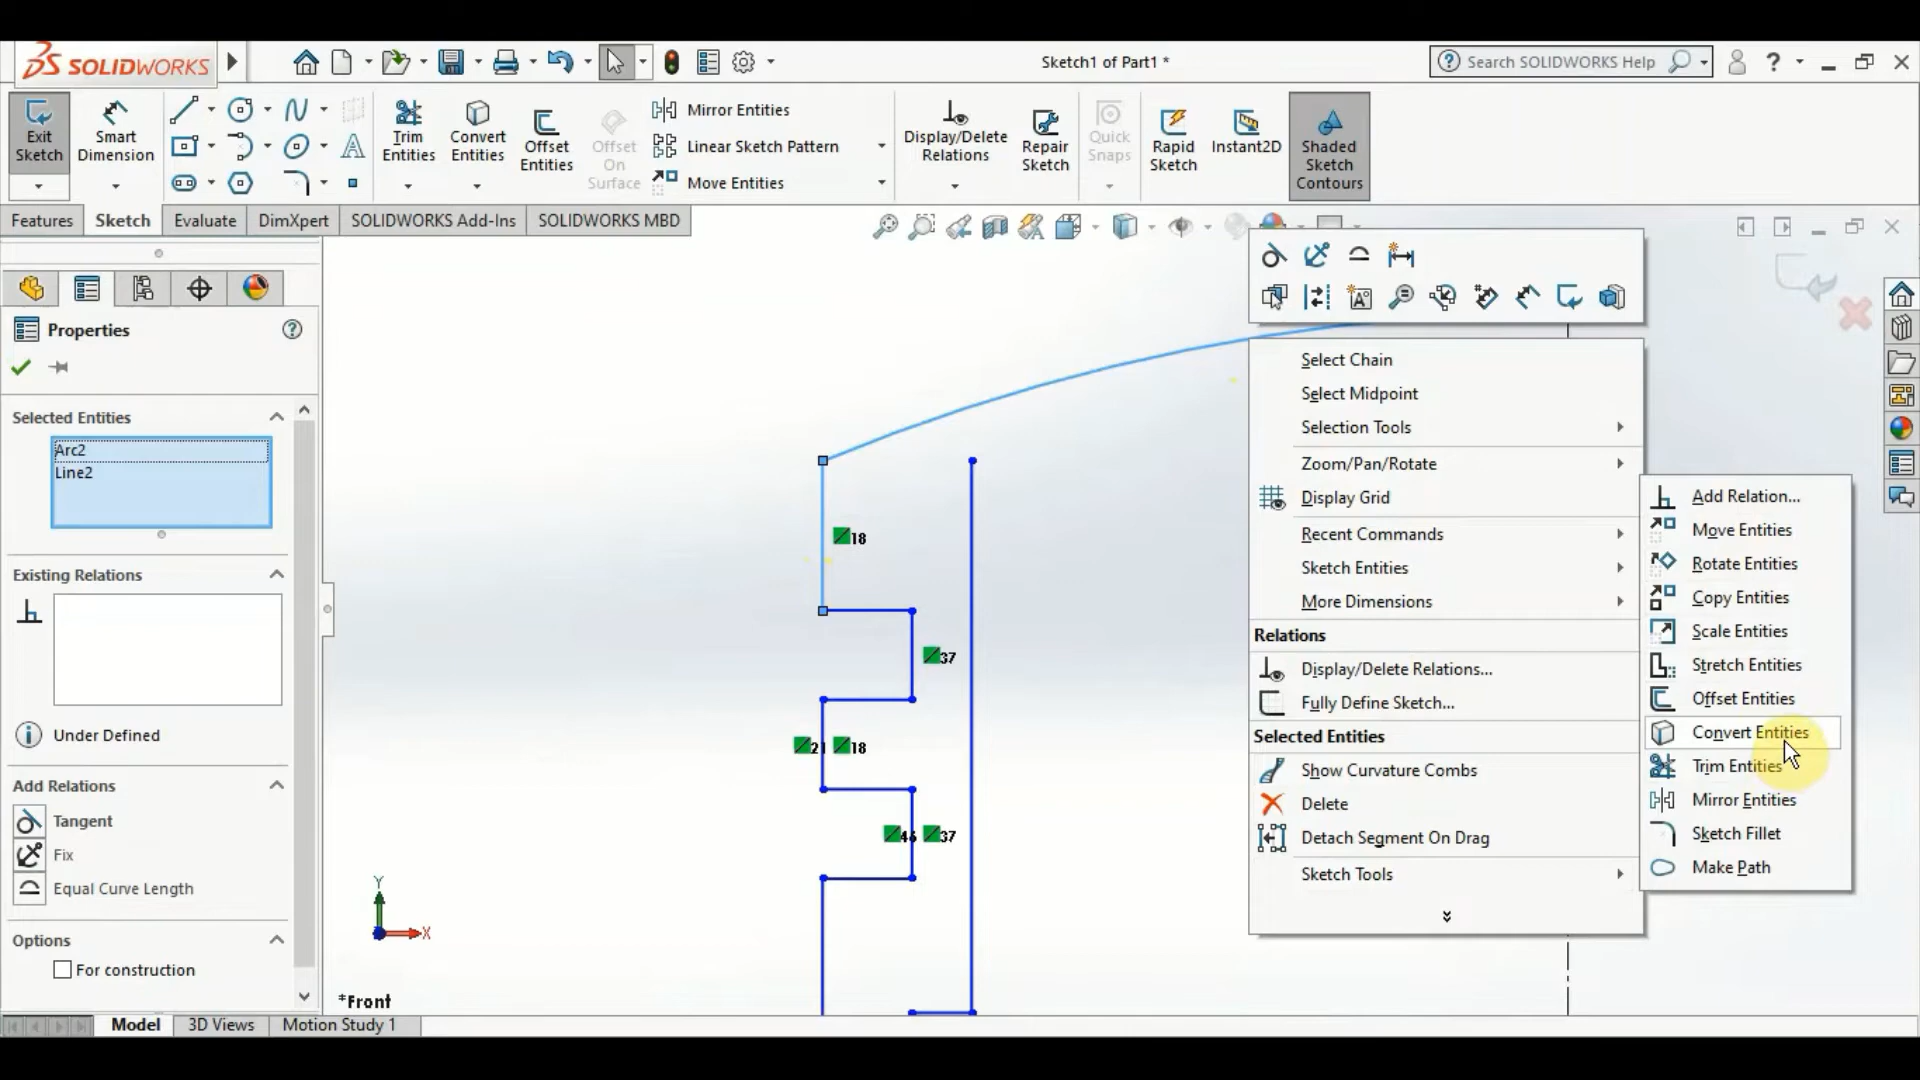 SOLIDWORKS
Sketch1 of Part1 *
Search SOLIDWORKS Help
Exit Sketch
Smart Dimension
Trim Entities
Convert Entities
Offset Entities
Offset On Surface
Mirror Entities
Linear Sketch Pattern
Move Entities
Display/Delete Relations
Repair Sketch
Quick Snaps
Rapid Sketch
Instant2D
Shaded Sketch Contours
Features
Sketch
Evaluate
DimXpert
SOLIDWORKS Add-Ins
SOLIDWORKS MBD
Properties
Selected Entities
Arc2
Line2
Existing Relations
Under Defined
Add Relations
Tangent
Fix
Equal Curve Length
Options
For construction
18
37
21
18
46
37
Y
X
*Front
Select Chain
Select Midpoint
Selection Tools
Zoom/Pan/Rotate
Display Grid
Recent Commands
Sketch Entities
More Dimensions
Relations
Display/Delete Relations...
Fully Define Sketch...
Selected Entities
Show Curvature Combs
Delete
Detach Segment On Drag
Sketch Tools
Add Relation...
Move Entities
Rotate Entities
Copy Entities
Scale Entities
Stretch Entities
Offset Entities
Convert Entities
Trim Entities
Mirror Entities
Sketch Fillet
Make Path
Model
3D Views
Motion Study 1